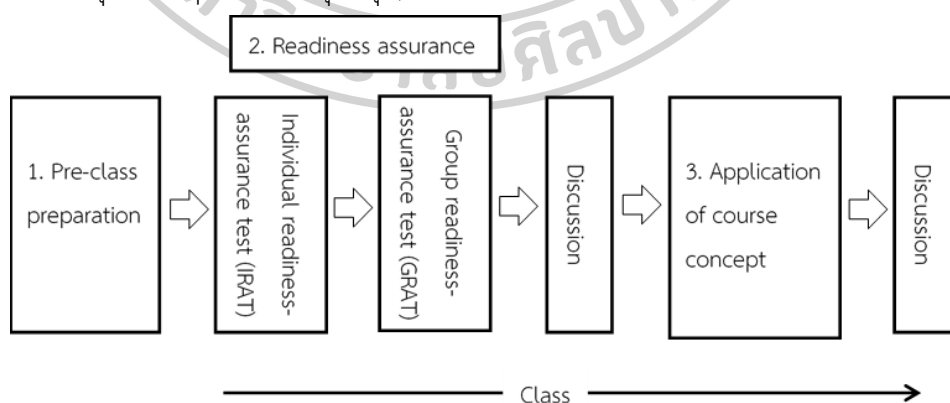 2. Readiness assurance
1. Pre-class
preparation
Individual readiness-
assurance test (IRAT)
Group readiness-
assurance test (GRAT)
Discussion
3. Application
of course
concept
Discussion
Class